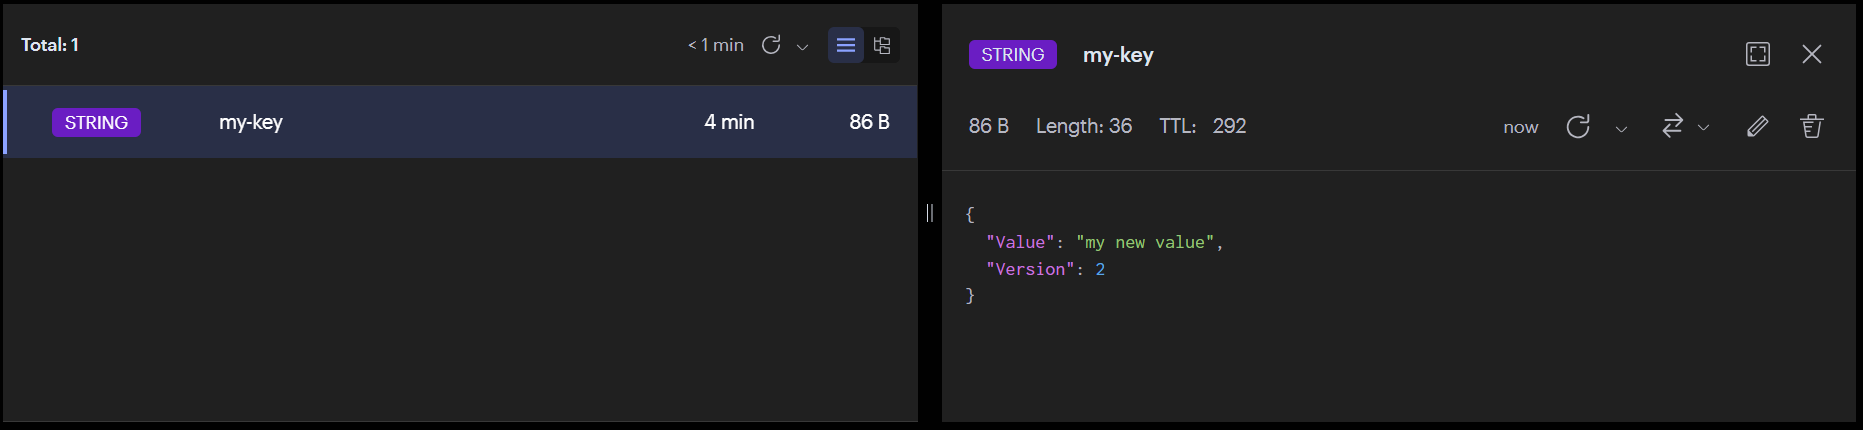 Total: 1
< 1 min
STRING my-key 4 min 86 B
STRING my-key
86 B Length: 36 TTL: 292 now
{
"Value": "my new value",
"Version": 2
}